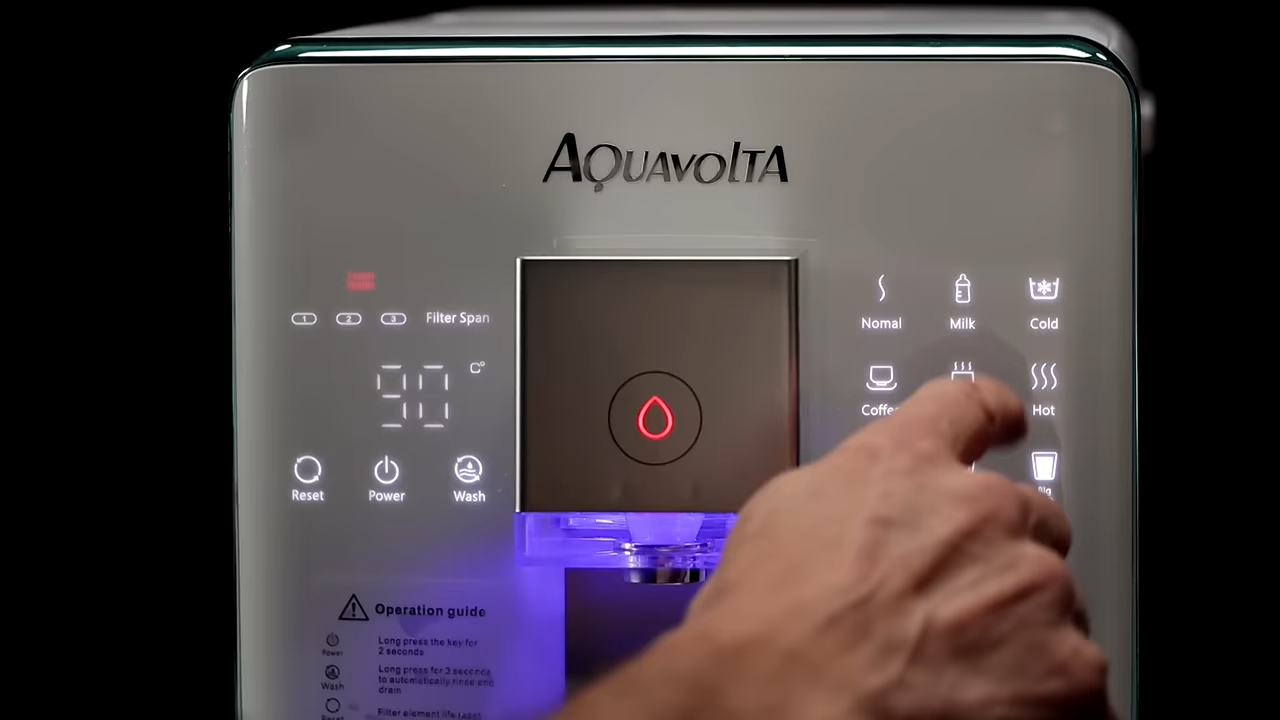 AQUAVOLTA
1 2 3 Filter Span
90 C°
Reset Power Wash
Nomal Milk Cold
Hot
Big
Operation guide
Power
Long press the key for
2 seconds
Wash
Long press for 3 seconds
to automatically rinse and
drain
Reset
Filter element life reset